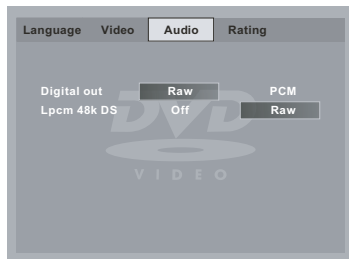 Language Video Audio Rating
Digital out Raw PCM
Lpcm 48k DS Off Raw
DVD
VIDEO